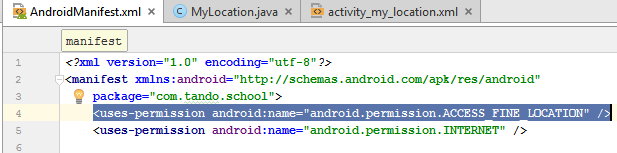 AndroidManifest.xml MyLocation.java activity_my_location.xml
manifest
1 <?xml version="1.0" encoding="utf-8"?>
2 <manifest xmlns:android="http://schemas.android.com/apk/res/android"
3 package="com.tando.school">
4 <uses-permission android:name="android.permission.ACCESS_FINE_LOCATION" />
5 <uses-permission android:name="android.permission.INTERNET" />
6